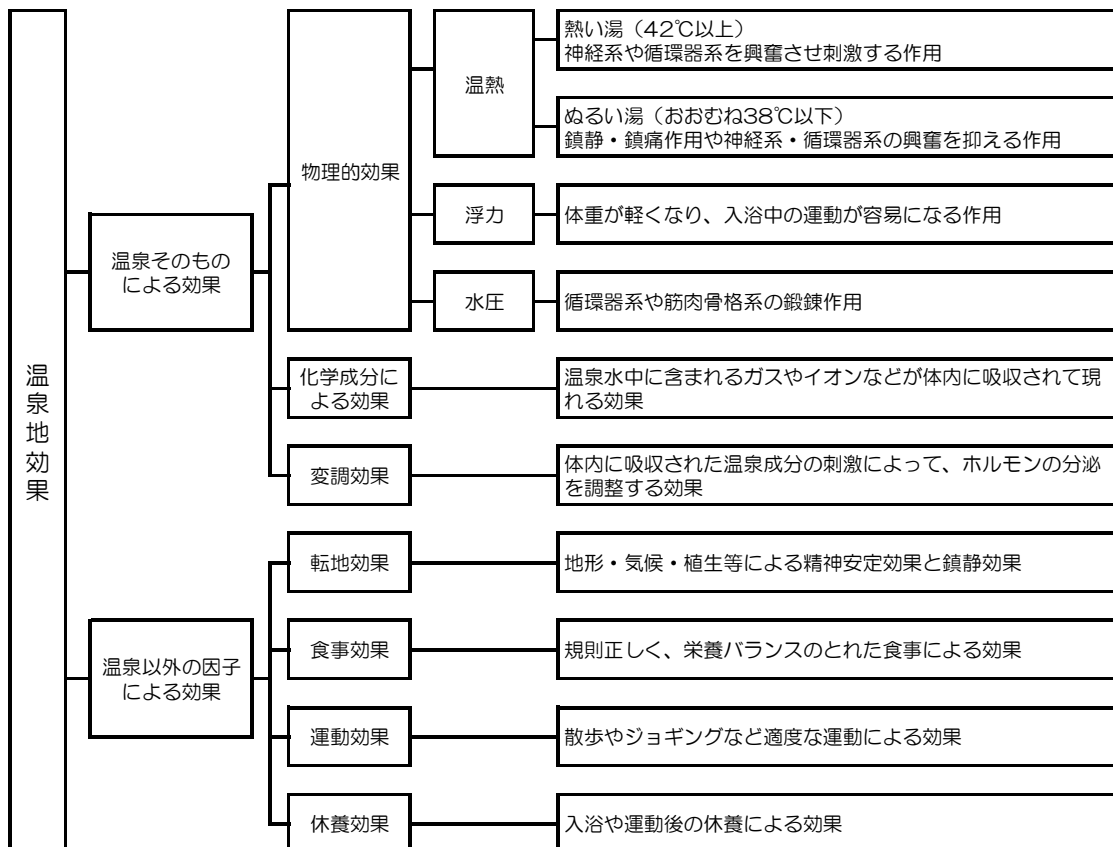 温泉地効果
温泉そのもの
による効果
物理的効果
温熱
熱い湯（42℃以上）
神経系や循環器系を興奮させ刺激する作用
ぬるい湯（おおむね38℃以下）
鎮静・鎮痛作用や神経系・循環器系の興奮を抑える作用
浮力
体重が軽くなり、入浴中の運動が容易になる作用
水圧
循環器系や筋肉骨格系の鍛錬作用
化学成分に
よる効果
温泉水中に含まれるガスやイオンなどが体内に吸収されて現
れる効果
変調効果
体内に吸収された温泉成分の刺激によって、ホルモンの分泌
を調整する効果
温泉以外の因子
による効果
転地効果
地形・気候・植生等による精神安定効果と鎮静効果
食事効果
規則正しく、栄養バランスのとれた食事による効果
運動効果
散歩やジョギングなど適度な運動による効果
休養効果
入浴や運動後の休養による効果